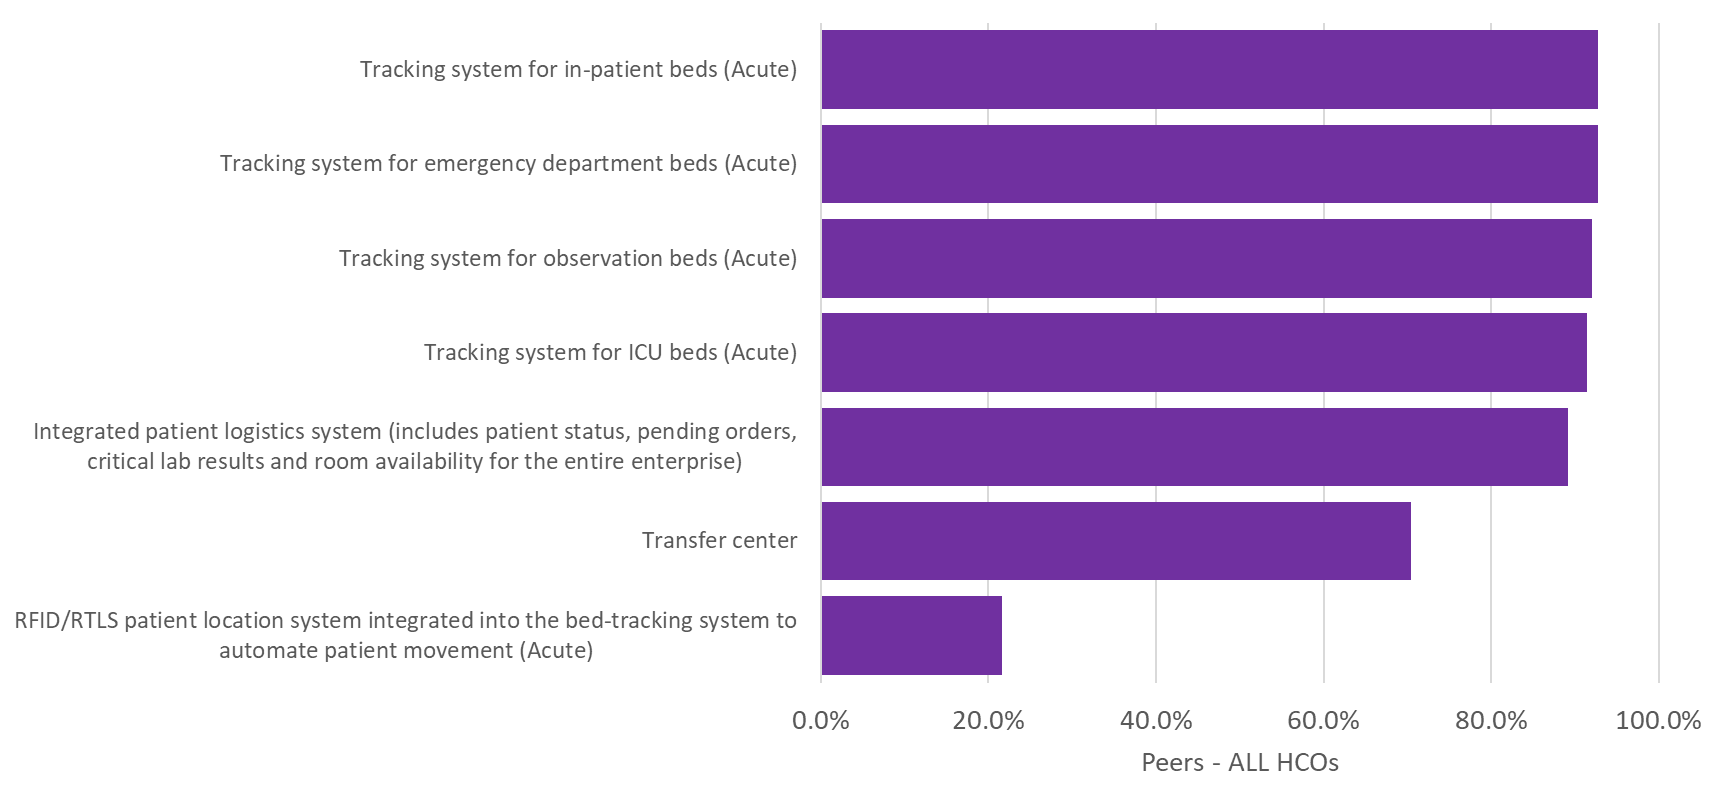 Tracking system for in-patient beds (Acute)
Tracking system for emergency department beds (Acute)
Tracking system for observation beds (Acute)
Tracking system for ICU beds (Acute)
Integrated patient logistics system (includes patient status, pending orders,
critical lab results and room availability for the entire enterprise)
Transfer center
RFID/RTLS patient location system integrated into the bed-tracking system to
automate patient movement (Acute)
0.0% 20.0% 40.0% 60.0% 80.0% 100.0%
Peers - ALL HCOs